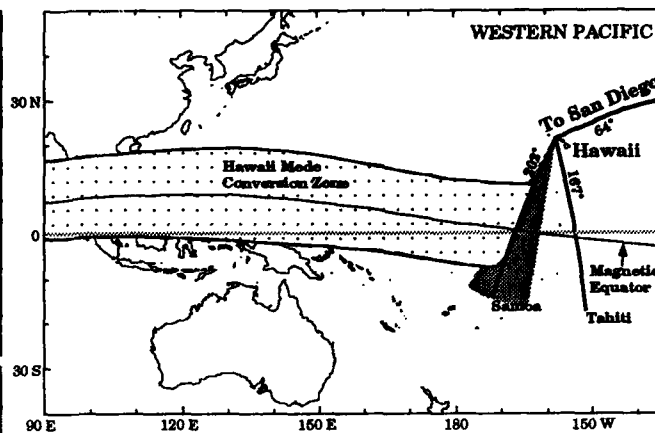 WESTERN PACIFIC
30 N
To San Diego
64°
Hawaii
202°
167°
Hawaii Mode
Conversion Zone
0
Magnetic
Equator
Samoa
Tahiti
30 S
90 E
120 E
150 E
180
150 W